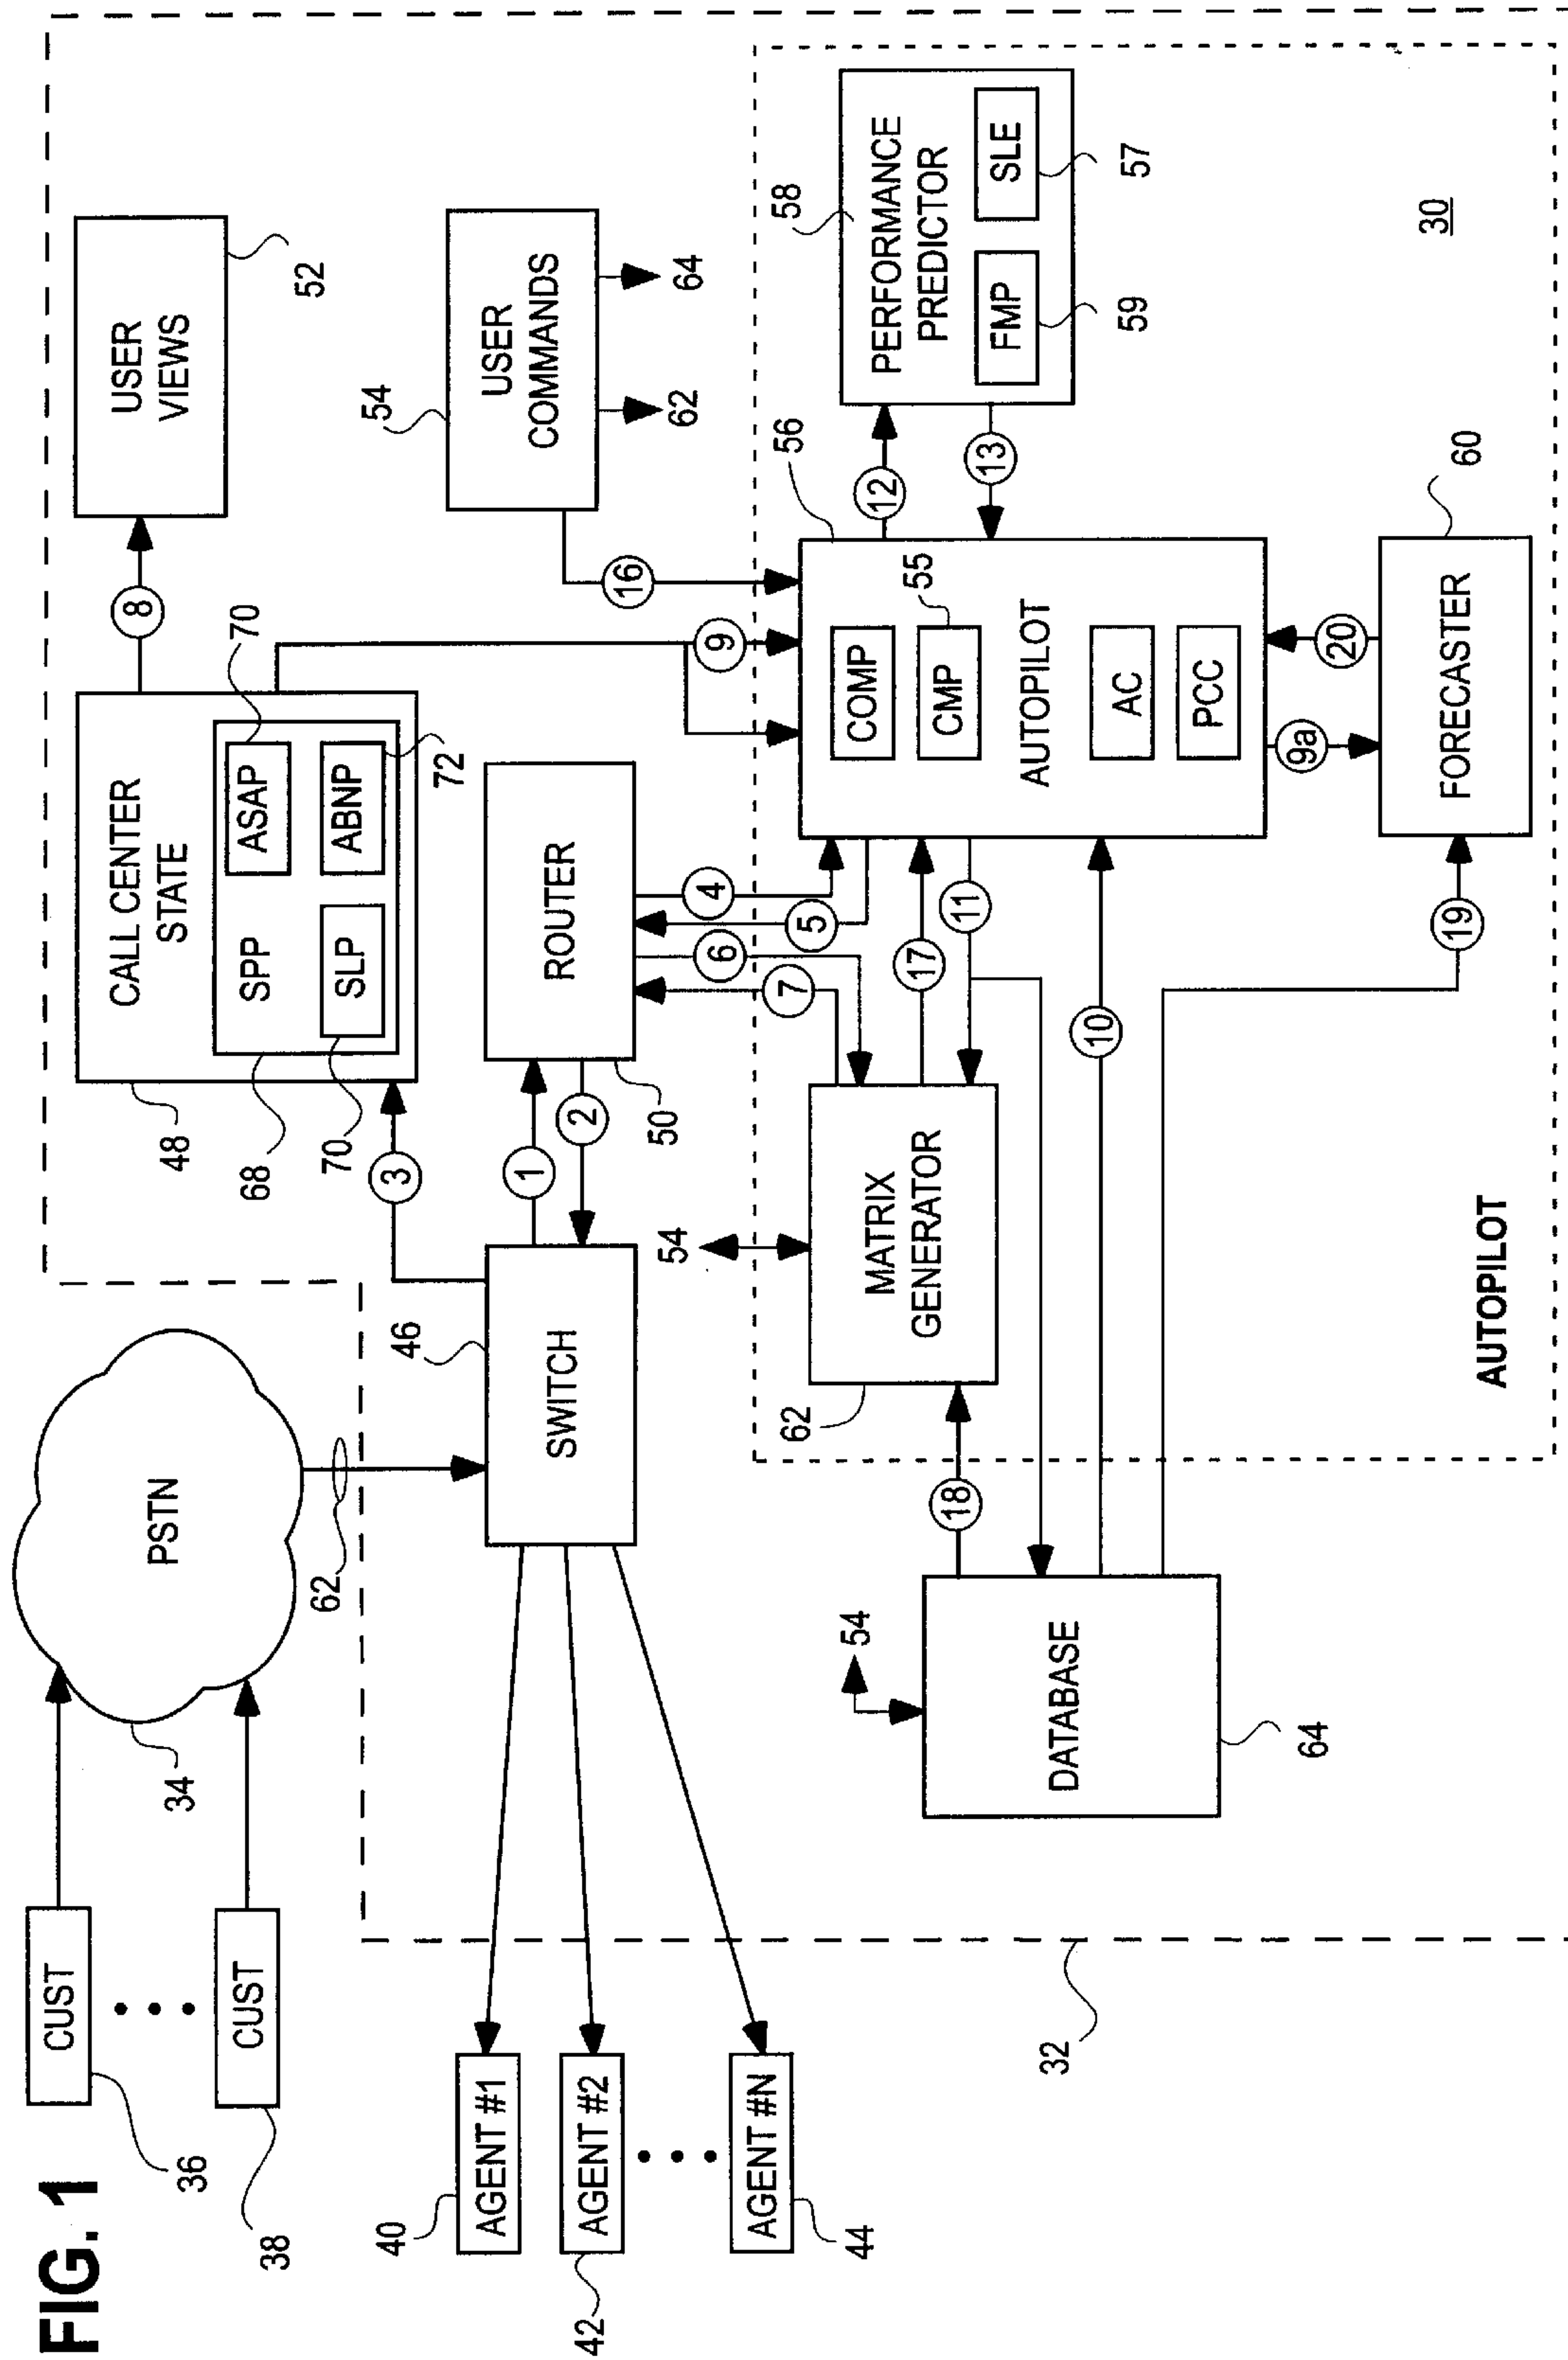 FIG. 1
CUST
36
CUST
38
PSTN
34
62
AGENT #1
40
AGENT #2
42
AGENT #N
44
32
SWITCH
46
3
1
2
CALL CENTER
STATE
SPP
ASAP
70
SLP
70
ABNP
72
48
68
8
USER
VIEWS
52
ROUTER
50
USER
COMMANDS
54
62
64
16
9
4
5
6
7
54
MATRIX
GENERATOR
62
17
11
18
10
19
54
DATABASE
64
AUTOPILOT
56
COMP
CMP
55
AC
PCC
12
13
PERFORMANCE
PREDICTOR
58
FMP
59
SLE
57
9a
20
FORECASTER
60
AUTOPILOT
30